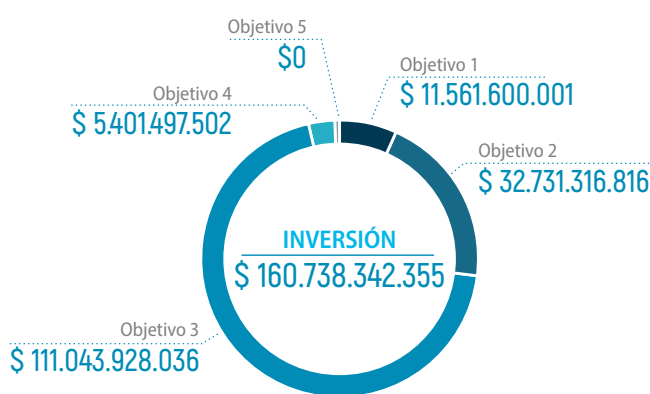 Objetivo 5
$0
Objetivo 1
$ 11.561.600.001
Objetivo 4
$ 5.401.497.502
Objetivo 2
$ 32.731.316.816
INVERSIÓN
$ 160.738.342.355
Objetivo 3
$ 111.043.928.036